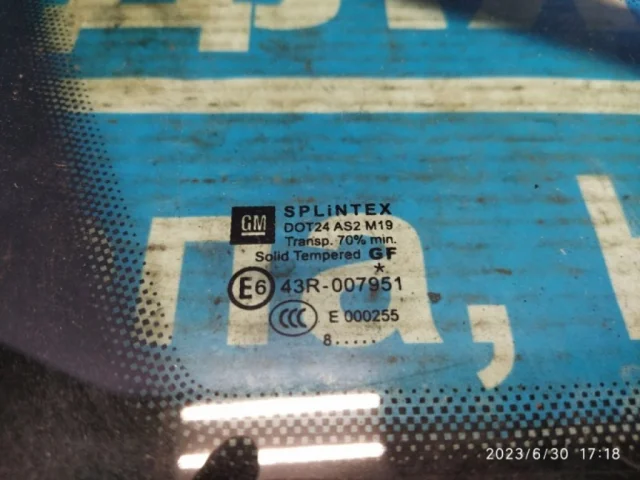 SPLiNTEX
GM
DOT24 AS2 M19
Transp. 70% min.
Solid Tempered GF
*
E6 43R-007951
CCC E 000255
8.....
па,
2023/6/30 17:18